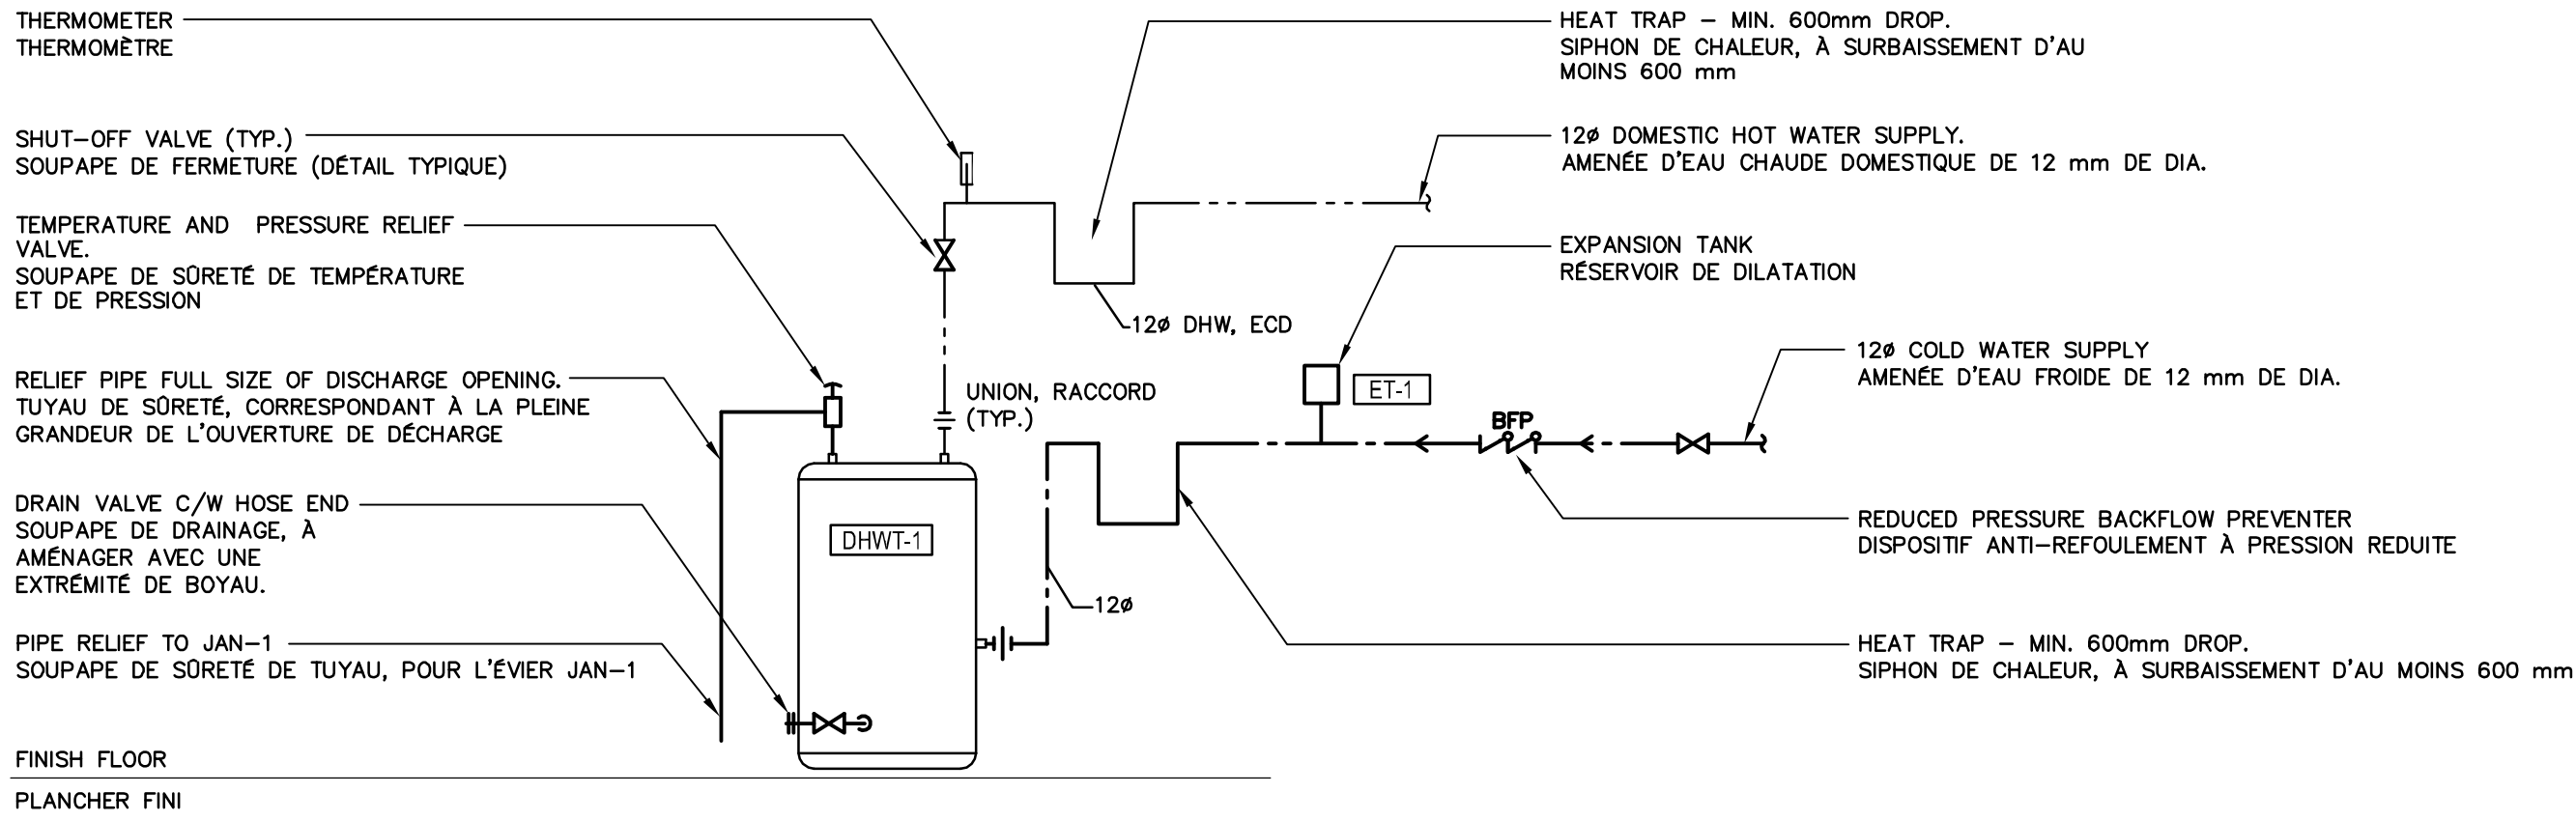 THERMOMETER
THERMOMÈTRE
SHUT-OFF VALVE (TYP.)
SOUPAPE DE FERMETURE (DÉTAIL TYPIQUE)
TEMPERATURE AND PRESSURE RELIEF
VALVE.
SOUPAPE DE SÛRETÉ DE TEMPÉRATURE
ET DE PRESSION
RELIEF PIPE FULL SIZE OF DISCHARGE OPENING.
TUYAU DE SÛRETÉ, CORRESPONDANT À LA PLEINE
GRANDEUR DE L'OUVERTURE DE DÉCHARGE
DRAIN VALVE C/W HOSE END
SOUPAPE DE DRAINAGE, À
AMÉNAGER AVEC UNE
EXTRÉMITÉ DE BOYAU.
PIPE RELIEF TO JAN-1
SOUPAPE DE SÛRETÉ DE TUYAU, POUR L'ÉVIER JAN-1
FINISH FLOOR
PLANCHER FINI
UNION, RACCORD
(TYP.)
DHWT-1
12ø
12ø DHW, ECD
ET-1
BFP
HEAT TRAP - MIN. 600mm DROP.
SIPHON DE CHALEUR, À SURBAISSEMENT D'AU
MOINS 600 mm
12ø DOMESTIC HOT WATER SUPPLY.
AMENÉE D'EAU CHAUDE DOMESTIQUE DE 12 mm DE DIA.
EXPANSION TANK
RÉSERVOIR DE DILATATION
12ø COLD WATER SUPPLY
AMENÉE D'EAU FROIDE DE 12 mm DE DIA.
REDUCED PRESSURE BACKFLOW PREVENTER
DISPOSITIF ANTI-REFOULEMENT À PRESSION REDUITE
HEAT TRAP - MIN. 600mm DROP.
SIPHON DE CHALEUR, À SURBAISSEMENT D'AU MOINS 600 mm